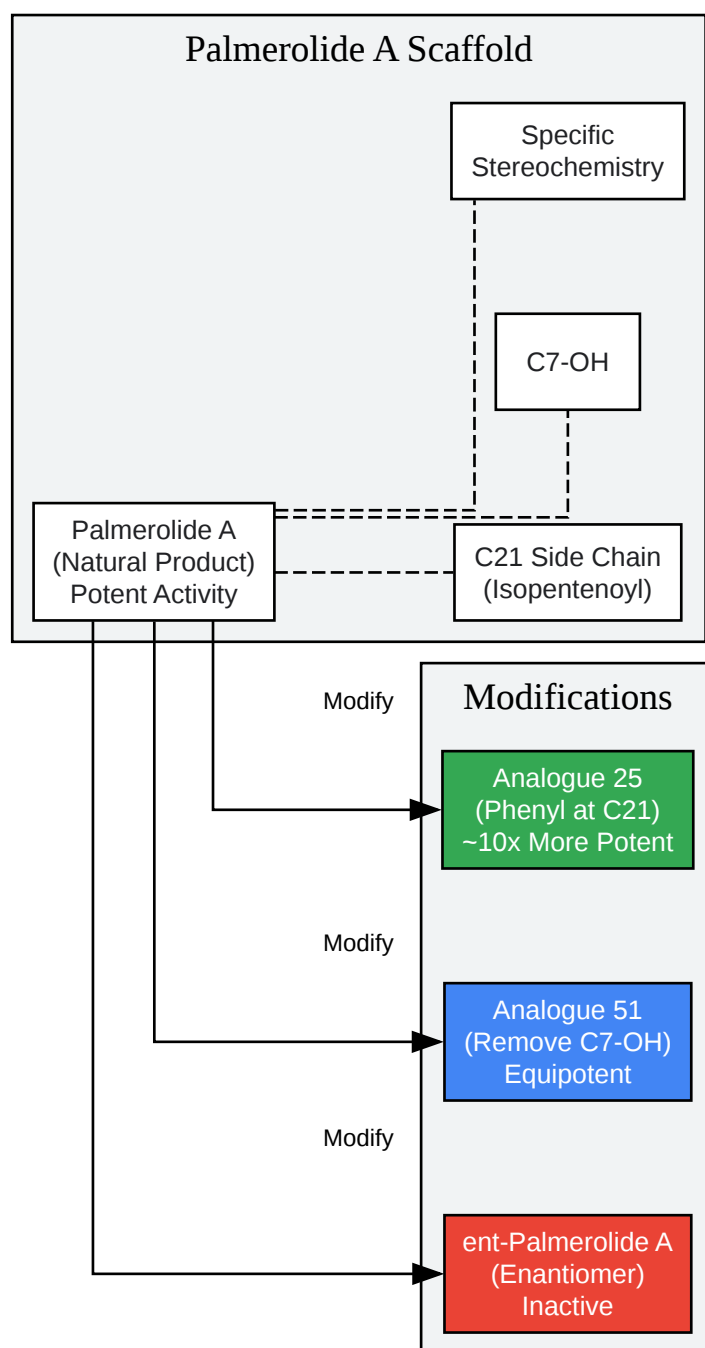 Palmerolide A Scaffold
Specific
Stereochemistry
C7-OH
Palmerolide A
(Natural Product)
Potent Activity
C21 Side Chain
(Isopentenoyl)
Modify
Modifications
Analogue 25
(Phenyl at C21)
~10x More Potent
Modify
Analogue 51
(Remove C7-OH)
Equipotent
Modify
ent-Palmerolide A
(Enantiomer)
Inactive